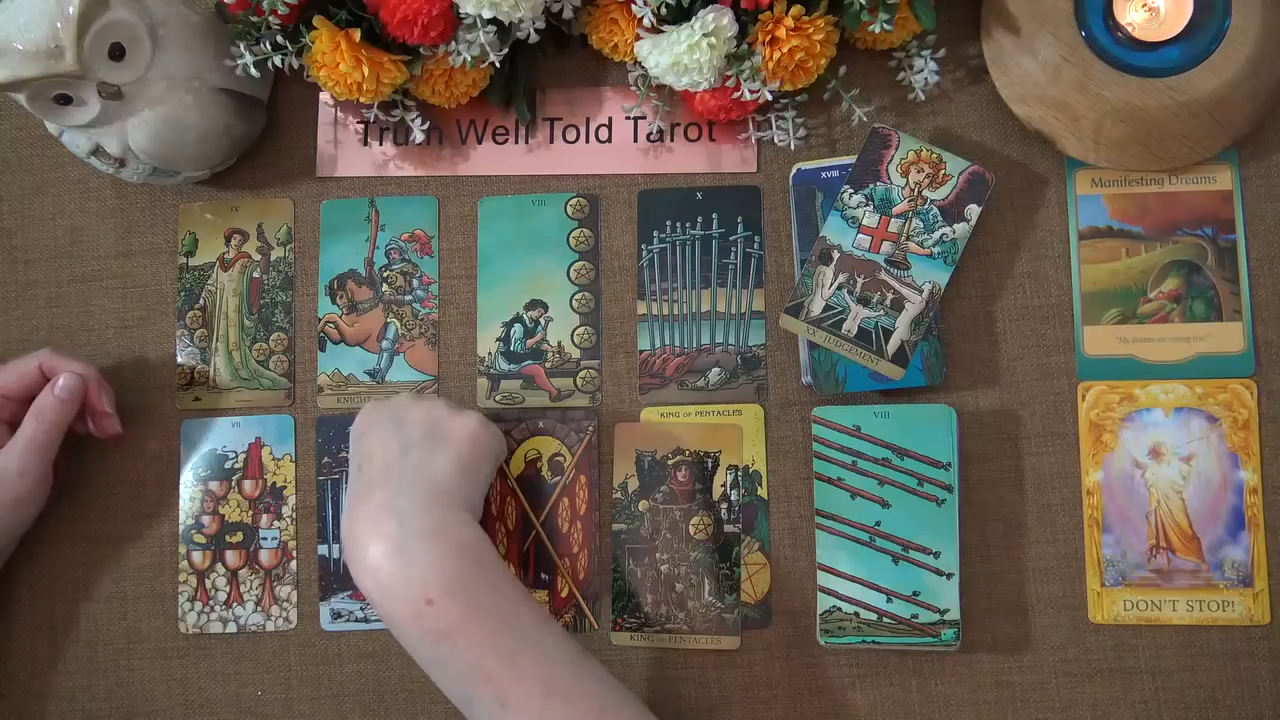 Truth Well Told Tarot
IX
VIII
X
XVIII -
XX - JUDGEMENT
Manifesting Dreams
"My dreams are coming true"
KNIGHT
VII
X
KING OF PENTACLES
KING OF PENTACLES
VIII
DON'T STOP!